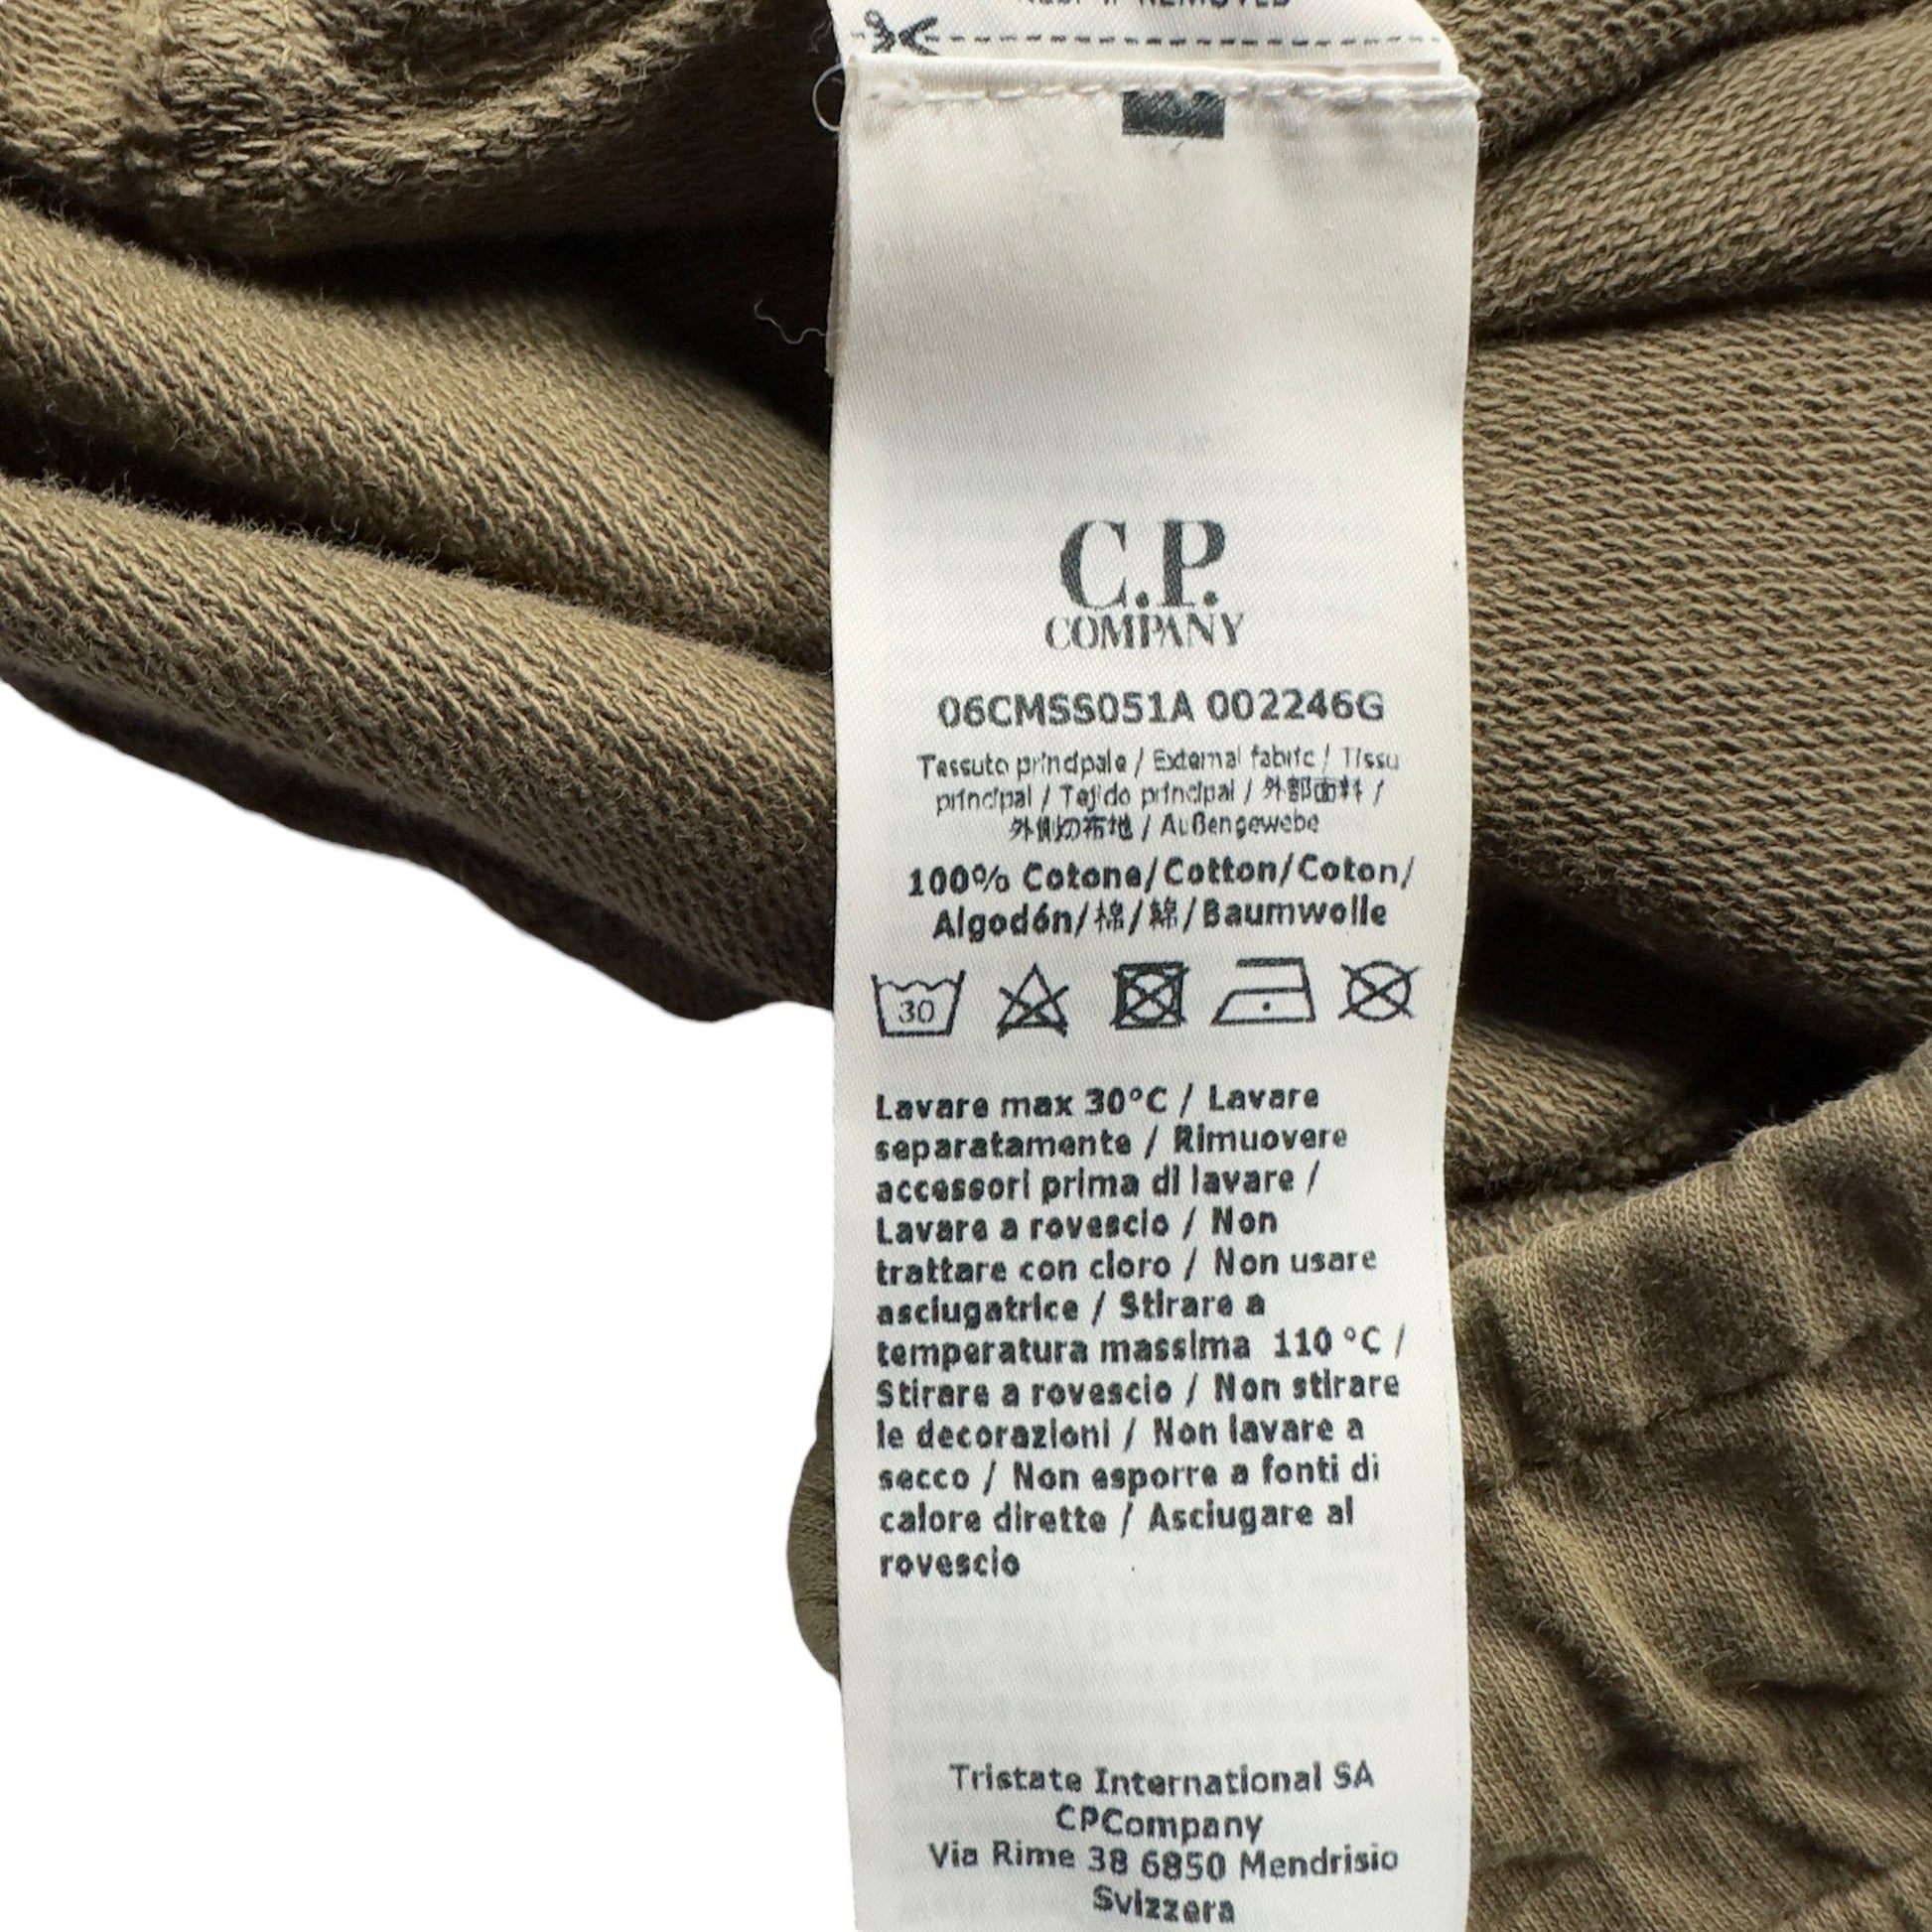 KEEP IF REMOVED
C.P.
COMPANY
06CMSS051A 002246G
Tessuto principale / External fabric / Tissu
principal / Tejido principal / 外部面料 /
外側の布地 / Außengewebe
100% Cotone/Cotton/Coton/
Algodón/棉/綿/Baumwolle
30
Lavare max 30°C / Lavare
separatamente / Rimuovere
accessori prima di lavare /
Lavare a rovescio / Non
trattare con cloro / Non usare
asciugatrice / Stirare a
temperatura massima 110 °C /
Stirare a rovescio / Non stirare
le decorazioni / Non lavare a
secco / Non esporre a fonti di
calore dirette / Asciugare al
rovescio
Tristate International SA
CPCompany
Via Rime 38 6850 Mendrisio
Svizzera